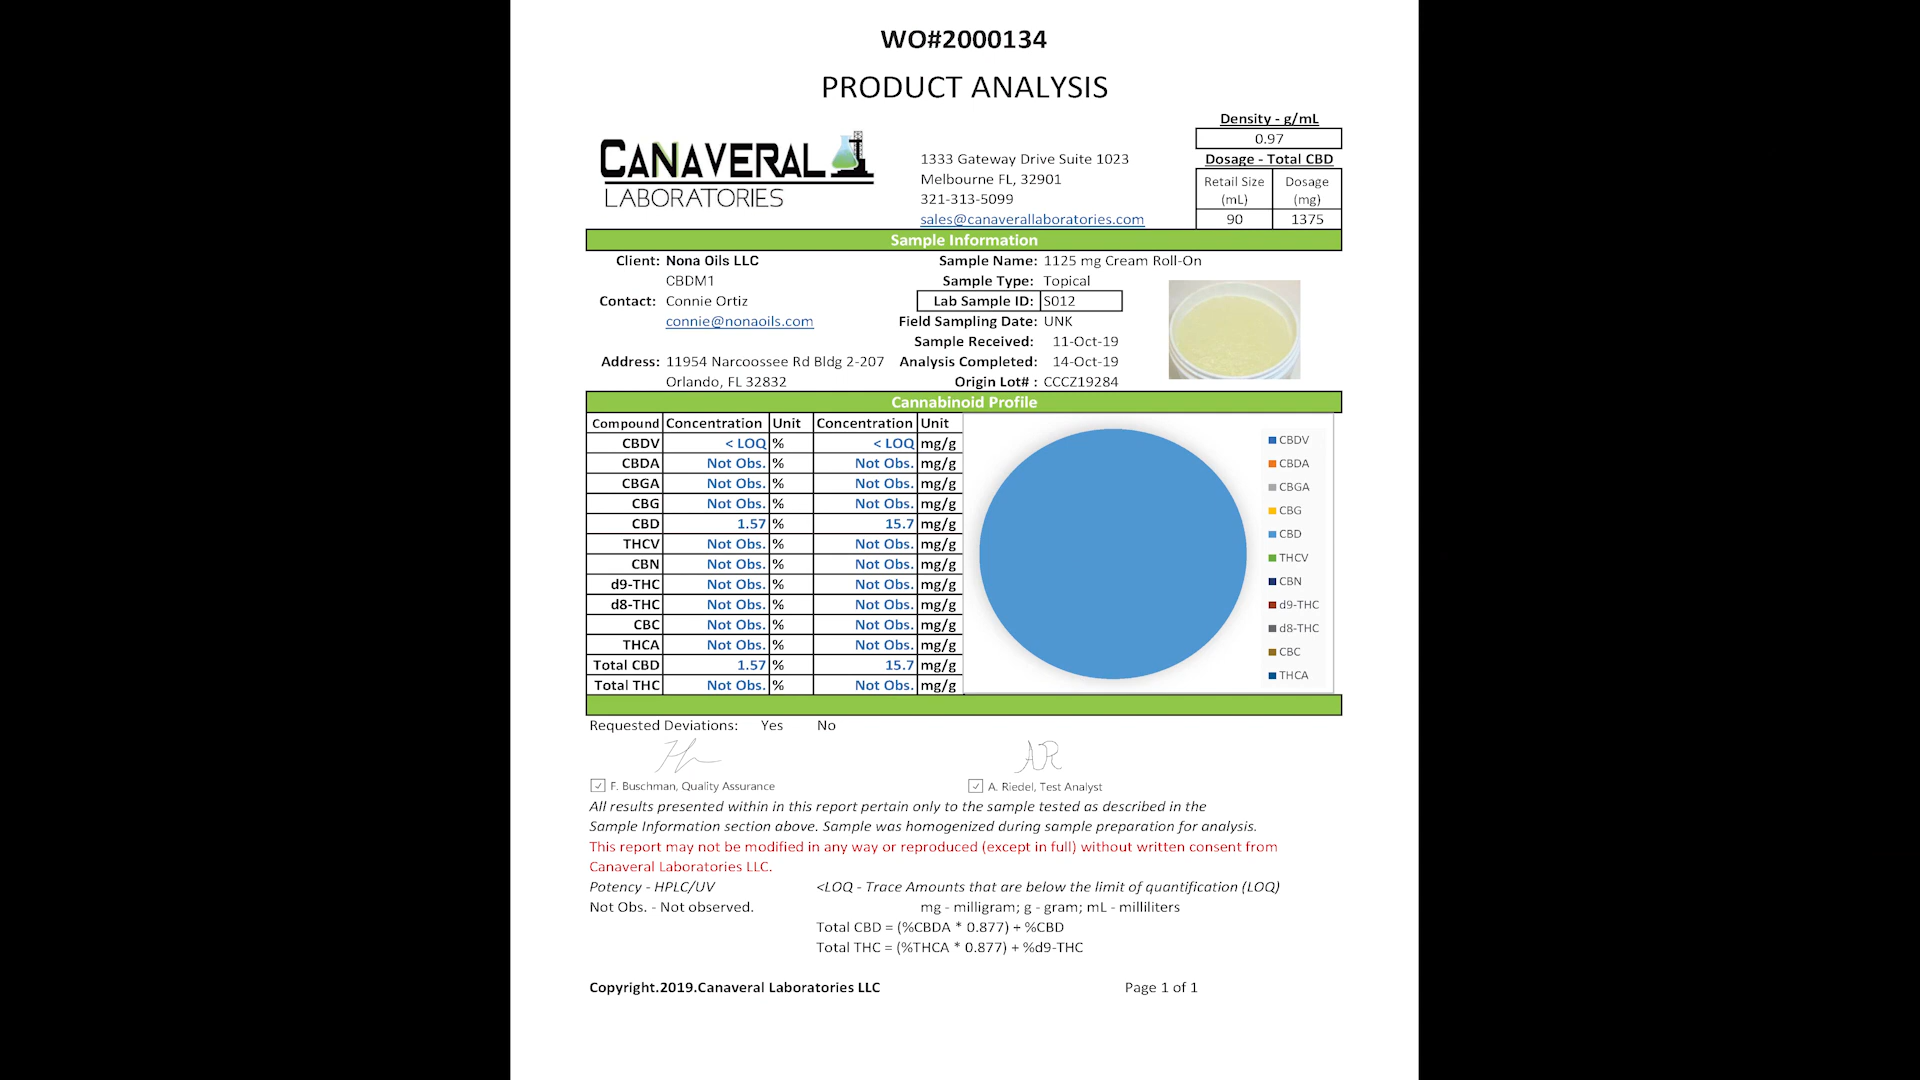 WO#2000134
PRODUCT ANALYSIS
CANAVERAL
LABORATORIES
1333 Gateway Drive Suite 1023
Melbourne FL, 32901
321-313-5099
sales@canaverallaboratories.com
Density - g/mL
0.97
Dosage - Total CBD
Retail Size (mL) Dosage (mg)
90 1375
Sample Information
Client: Nona Oils LLC
CBDM1
Contact: Connie Ortiz
connie@nonaoils.com
Address: 11954 Narcoossee Rd Bldg 2-207
Orlando, FL 32832
Sample Name: 1125 mg Cream Roll-On
Sample Type: Topical
Lab Sample ID: S012
Field Sampling Date: UNK
Sample Received: 11-Oct-19
Analysis Completed: 14-Oct-19
Origin Lot# : CCCZ19284
Cannabinoid Profile
Compound Concentration Unit Concentration Unit
CBDV < LOQ % < LOQ mg/g
CBDA Not Obs. % Not Obs. mg/g
CBGA Not Obs. % Not Obs. mg/g
CBG Not Obs. % Not Obs. mg/g
CBD 1.57 % 15.7 mg/g
THCV Not Obs. % Not Obs. mg/g
CBN Not Obs. % Not Obs. mg/g
d9-THC Not Obs. % Not Obs. mg/g
d8-THC Not Obs. % Not Obs. mg/g
CBC Not Obs. % Not Obs. mg/g
THCA Not Obs. % Not Obs. mg/g
Total CBD 1.57 % 15.7 mg/g
Total THC Not Obs. % Not Obs. mg/g
CBDV
CBDA
CBGA
CBG
CBD
THCV
CBN
d9-THC
d8-THC
CBC
THCA
Requested Deviations: Yes No
AR
F. Buschman, Quality Assurance
A. Riedel, Test Analyst
All results presented within in this report pertain only to the sample tested as described in the
Sample Information section above. Sample was homogenized during sample preparation for analysis.
This report may not be modified in any way or reproduced (except in full) without written consent from
Canaveral Laboratories LLC.
Potency - HPLC/UV <LOQ - Trace Amounts that are below the limit of quantification (LOQ)
Not Obs. - Not observed. mg - milligram; g - gram; mL - milliliters
Total CBD = (%CBDA * 0.877) + %CBD
Total THC = (%THCA * 0.877) + %d9-THC
Copyright.2019.Canaveral Laboratories LLC Page 1 of 1